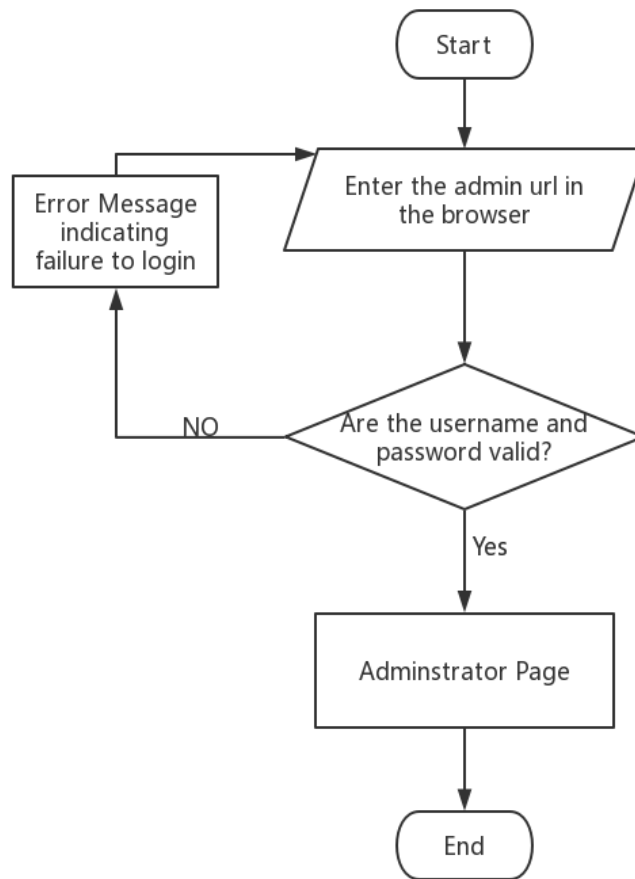 Start
Enter the admin url in
the browser
Error Message
indicating
failure to login
Are the username and
password valid?
NO
Yes
Adminstrator Page
End